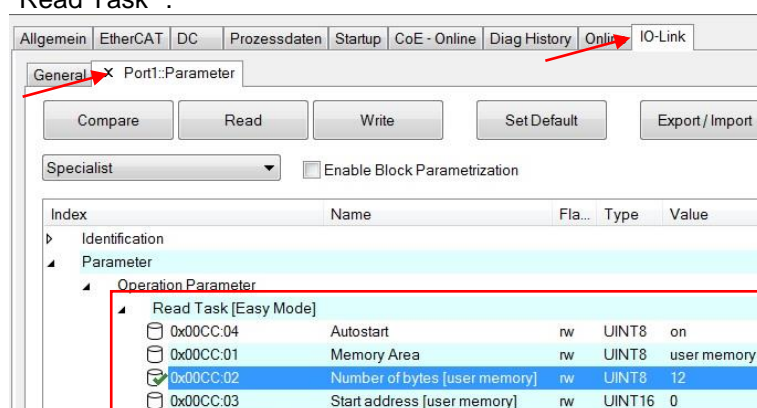 "Read Task" .
Allgemein EtherCAT DC Prozessdaten Startup CoE - Online Diag History Online IO-Link
General × Port1::Parameter
Compare Read Write Set Default Export / Import
Specialist Enable Block Parametrization
Index Name Fla... Type Value
Identification
Parameter
Operation Parameter
Read Task [Easy Mode]
0x00CC:04 Autostart rw UINT8 on
0x00CC:01 Memory Area rw UINT8 user memory
0x00CC:02 Number of bytes [user memory] rw UINT8 12
0x00CC:03 Start address [user memory] rw UINT16 0